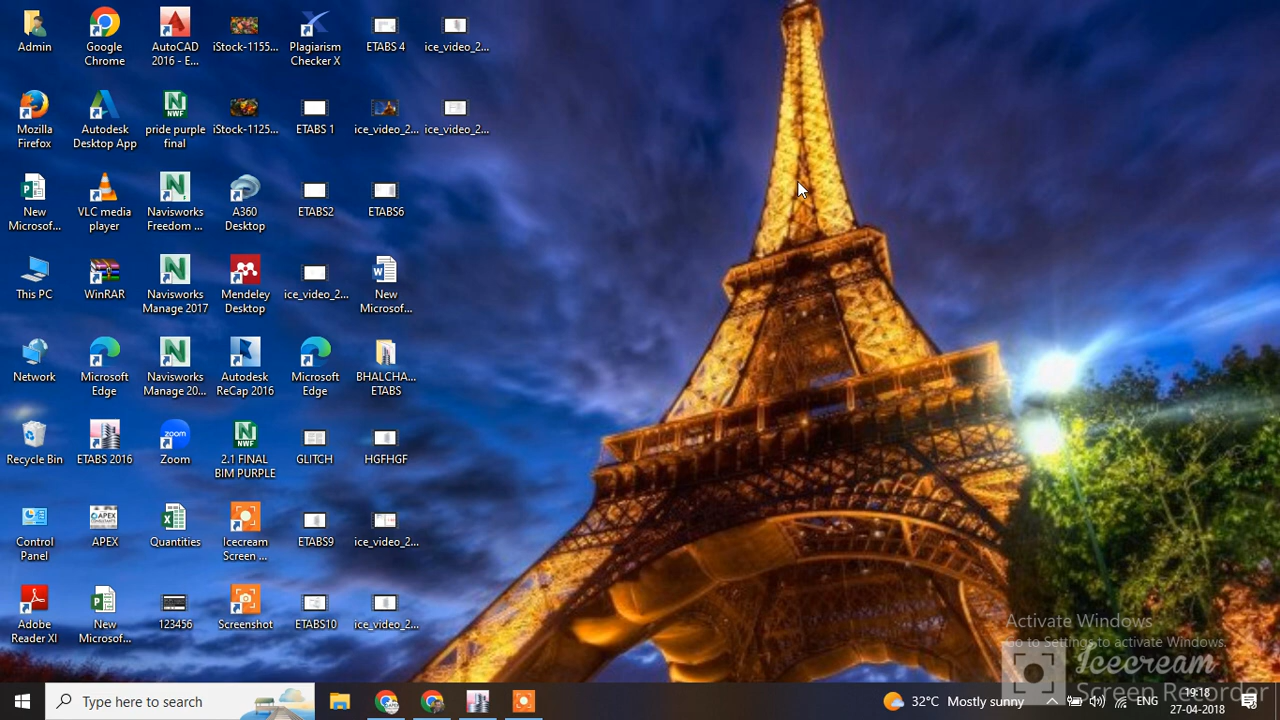 Admin
Google
Chrome
AutoCAD
2016 - E...
iStock-1155...
Plagiarism
Checker X
ETABS 4
ice_video_2...
Mozilla
Firefox
Autodesk
Desktop App
NWF
pride purple
final
iStock-1125...
ETABS 1
ice_video_2...
ice_video_2...
New
Microsof...
VLC media
player
Navisworks
Freedom ...
A360
Desktop
ETABS2
ETABS6
This PC
WinRAR
Navisworks
Manage 2017
Mendeley
Desktop
ice_video_2...
New
Microsof...
Network
Microsoft
Edge
Navisworks
Manage 20...
Autodesk
ReCap 2016
Microsoft
Edge
BHALCHA...
ETABS
Recycle Bin
ETABS 2016
zoom
Zoom
NWF
2.1 FINAL
BIM PURPLE
GLITCH
HGFHGF
Control
Panel
APEX
APEX
Quantities
Icecream
Screen ...
ETABS9
ice_video_2...
Adobe
Reader XI
New
Microsof...
123456
Screenshot
ETABS10
ice_video_2...
Activate Windows
Go to Settings to activate Windows.
Icecream
Screen Recorder
Type here to search
32°C Mostly sunny
ENG
19:18
27-04-2018